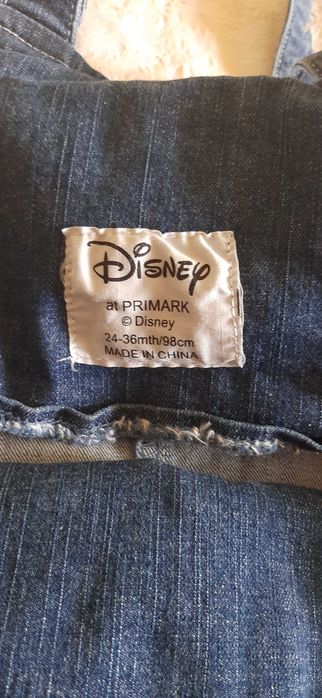 Disney
at PRIMARK
© Disney
24-36mth/98cm
MADE IN CHINA